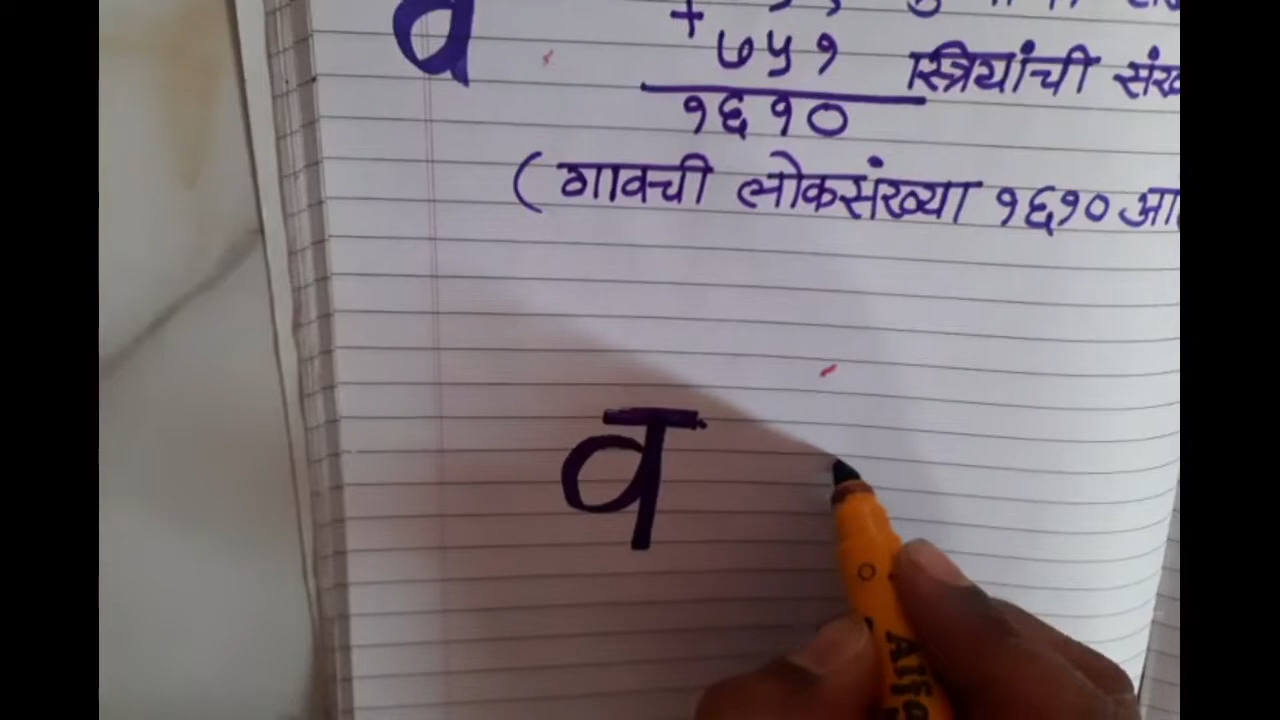 व
+ ७५१ स्त्रियांची
१६१०
( गावची लोकसंख्या १६१०
व